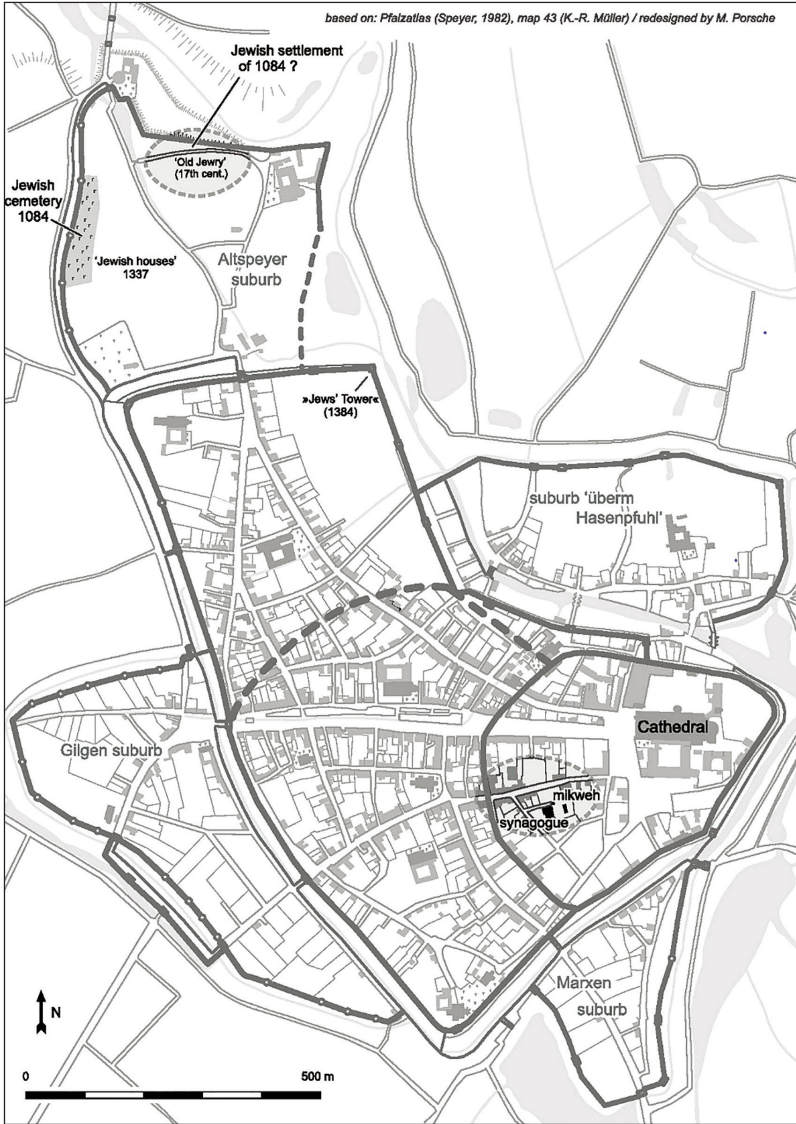 based on: Pfalzatlas (Speyer, 1982), map 43 (K.-R. Müller) / redesigned by M. Porsche
Jewish settlement
of 1084 ?
'Old Jewry'
(17th cent.)
Jewish
cemetery
1084
'Jewish houses'
1337
Altspeyer
suburb
»Jews' Tower«
(1384)
suburb 'überm
Hasenpfuhl'
Cathedral
Gilgen suburb
mikweh
synagogue
Marxen
suburb
N
0
500 m